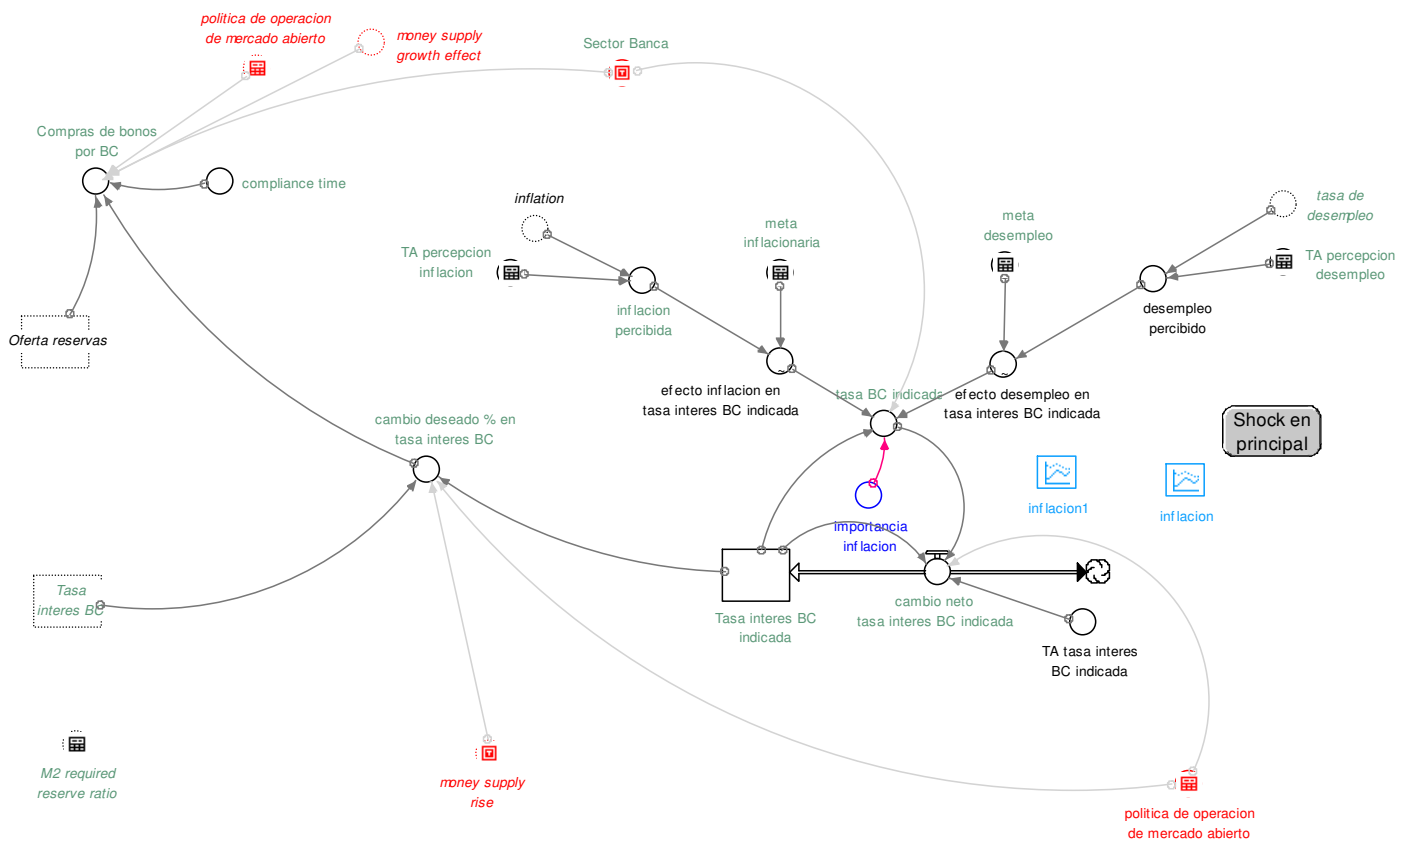 politica de operacion
de mercado abierto
money supply
growth effect
Sector Banca
Compras de bonos
por BC
compliance time
inflation
TA percepcion
inflacion
meta
inflacionaria
meta
desempleo
tasa de
desempleo
TA percepcion
desempleo
inflacion
percibida
desempleo
percibido
Oferta reservas
efecto inflacion en
tasa interes BC indicada
tasa BC indicada
efecto desempleo en
tasa interes BC indicada
cambio deseado % en
tasa interes BC
Shock en
principal
importancia
inflacion
inflacion1
inflacion
Tasa
interes BC
Tasa interes BC
indicada
cambio neto
tasa interes BC indicada
TA tasa interes
BC indicada
M2 required
reserve ratio
money supply
rise
politica de operacion
de mercado abierto